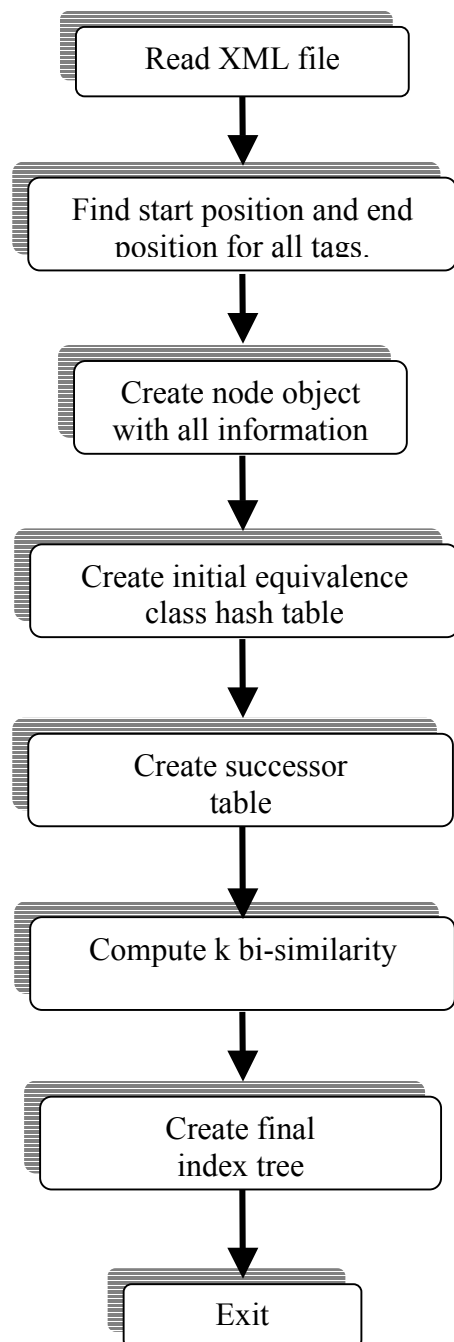 Read XML file
Find start position and end
position for all tags.
Create node object
with all information
Create initial equivalence
class hash table
Create successor
table
Compute k bi-similarity
Create final
index tree
Exit